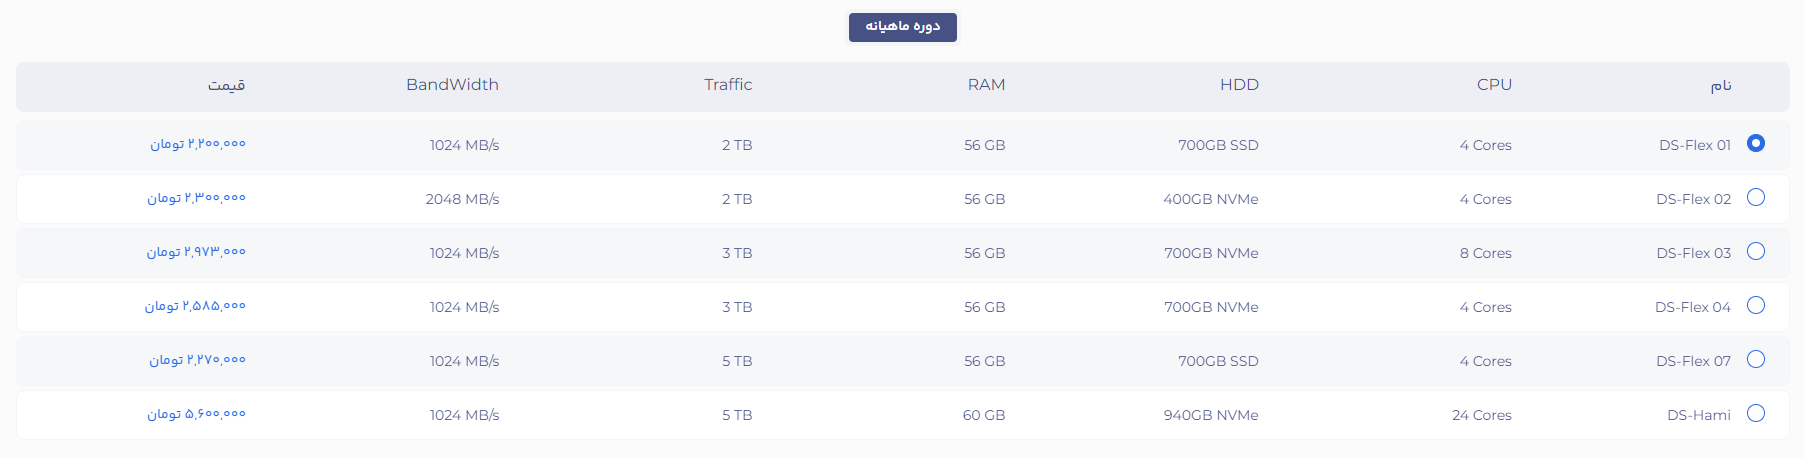 دوره ماهیانه
نام CPU HDD RAM Traffic BandWidth قیمت
DS-Flex 01 4 Cores 700GB SSD 56 GB 2 TB 1024 MB/s ۲,۲۰۰,۰۰۰ تومان
DS-Flex 02 4 Cores 400GB NVMe 56 GB 2 TB 2048 MB/s ۲,۳۰۰,۰۰۰ تومان
DS-Flex 03 8 Cores 700GB NVMe 56 GB 3 TB 1024 MB/s ۲,۹۷۳,۰۰۰ تومان
DS-Flex 04 4 Cores 700GB NVMe 56 GB 3 TB 1024 MB/s ۲,۵۸۵,۰۰۰ تومان
DS-Flex 07 4 Cores 700GB SSD 56 GB 5 TB 1024 MB/s ۲,۲۷۰,۰۰۰ تومان
DS-Hami 24 Cores 940GB NVMe 60 GB 5 TB 1024 MB/s ۵,۶۰۰,۰۰۰ تومان